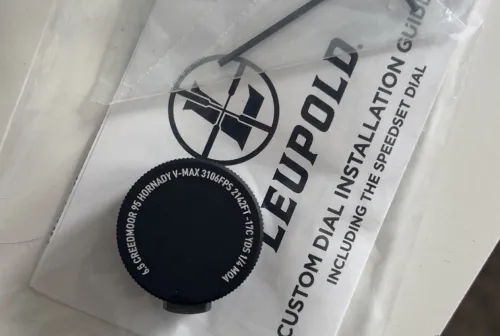 LEUPOLD®
CUSTOM DIAL INSTALLATION GUIDE
INCLUDING THE SPEEDSET DIAL
6.5 CREEDMOOR 95 HORNADY V-MAX 3106FPS 2142FT -17C YDS 1/4 MOA